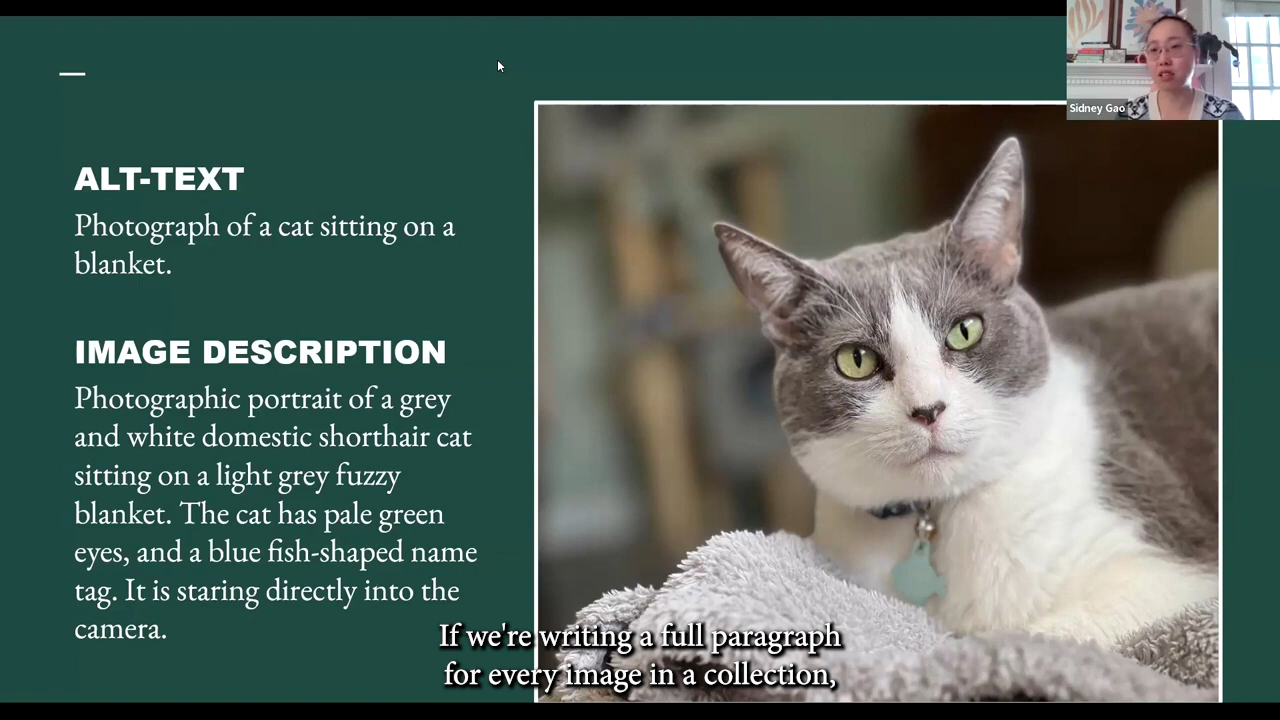 Sidney Gao
ALT-TEXT
Photograph of a cat sitting on a
blanket.
IMAGE DESCRIPTION
Photographic portrait of a grey
and white domestic shorthair cat
sitting on a light grey fuzzy
blanket. The cat has pale green
eyes, and a blue fish-shaped name
tag. It is staring directly into the
camera.
If we're writing a full paragraph
for every image in a collection,